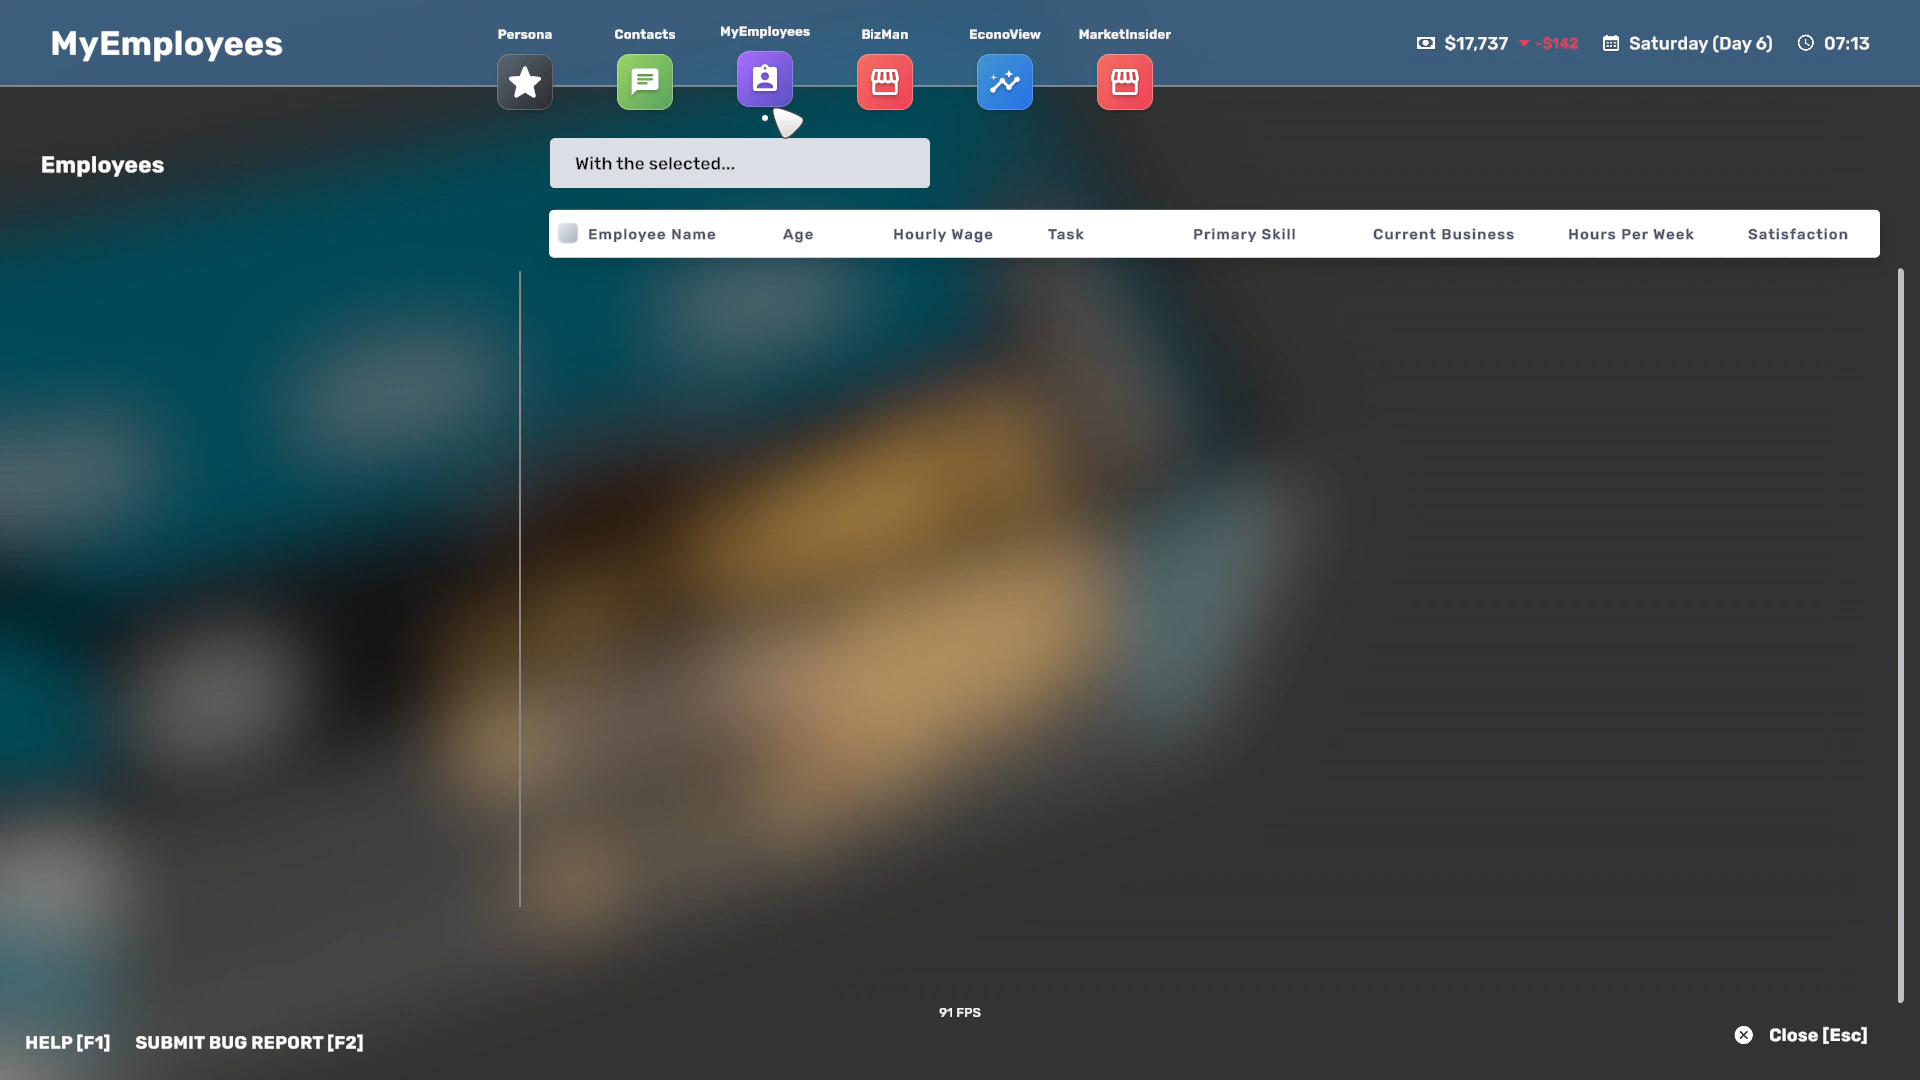 MyEmployees
Persona
Contacts
MyEmployees
BizMan
EconoView
MarketInsider
$17,737 -$142 Saturday (Day 6) 07:13
Employees
With the selected...
Employee Name Age Hourly Wage Task Primary Skill Current Business Hours Per Week Satisfaction
91 FPS
HELP [F1] SUBMIT BUG REPORT [F2]
Close [Esc]